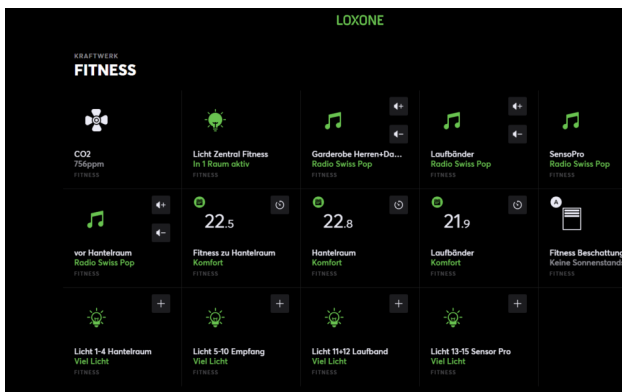 LOXONE
KRAFTWERK
FITNESS
CO2
756ppm
FITNESS
Licht Zentral Fitness
In 1 Raum aktiv
FITNESS
Garderobe Herren+Da...
Radio Swiss Pop
FITNESS
Laufbänder
Radio Swiss Pop
FITNESS
SensoPro
Radio Swiss Pop
FITNESS
vor Hantelraum
Radio Swiss Pop
FITNESS
22.5
Fitness zu Hantelraum
Komfort
FITNESS
22.8
Hantelraum
Komfort
FITNESS
21.9
Laufbänder
Komfort
FITNESS
A
Fitness Beschattung
Keine Sonnenstands
FITNESS
Licht 1-4 Hantelraum
Viel Licht
FITNESS
Licht 5-10 Empfang
Viel Licht
FITNESS
Licht 11+12 Laufband
Viel Licht
FITNESS
Licht 13-15 Sensor Pro
Viel Licht
FITNESS